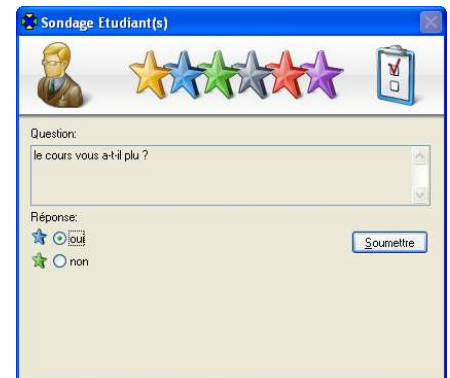 Sondage Etudiant(s)
Question:
le cours vous a-t-il plu ?
Réponse:
oui
Soumettre
non